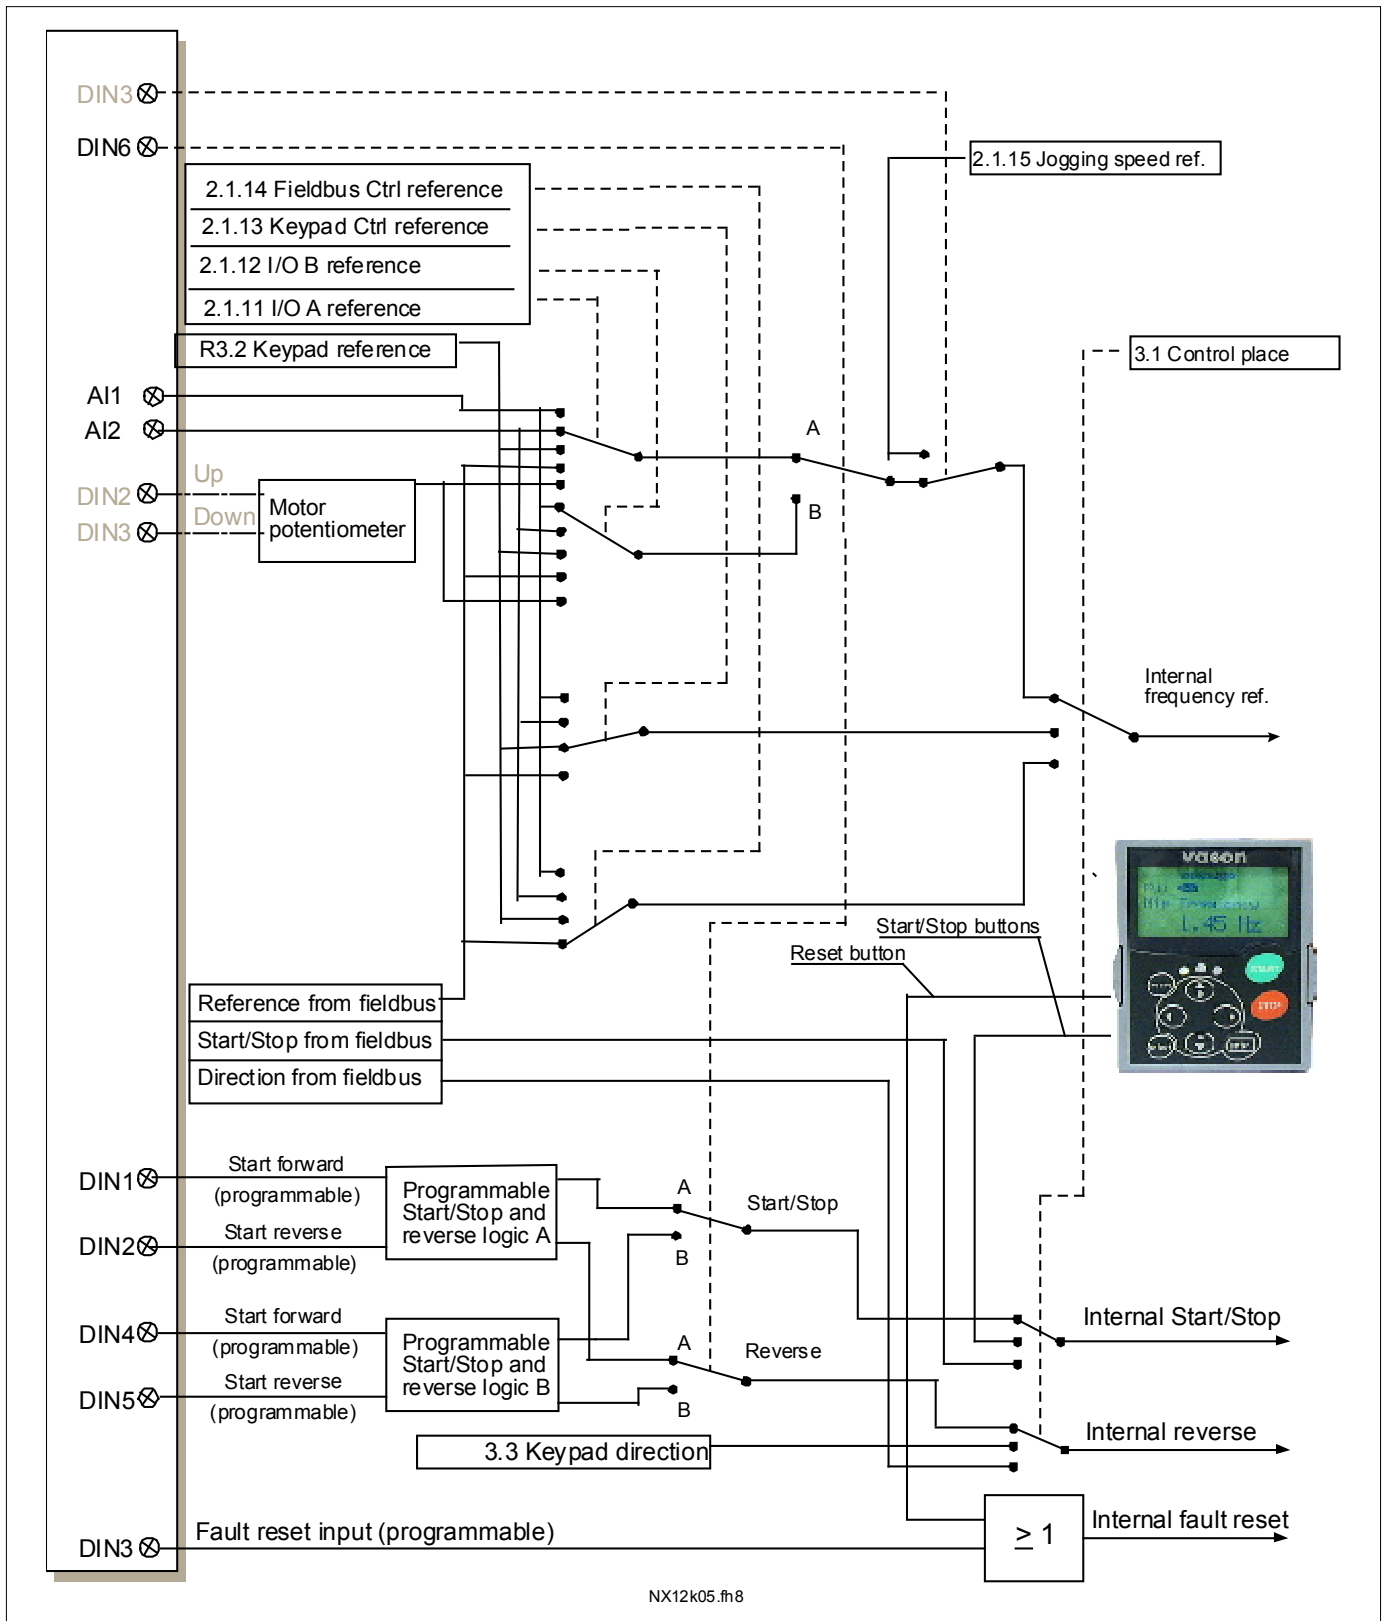 DIN3
DIN6
2.1.15 Jogging speed ref.
2.1.14 Fieldbus Ctrl reference
2.1.13 Keypad Ctrl reference
2.1.12 I/O B reference
2.1.11 I/O A reference
R3.2 Keypad reference
3.1 Control place
AI1
AI2
A
B
DIN2
Up
DIN3
Down
Motor
potentiometer
Internal
frequency ref.
vacon
1.45 Hz
START
STOP
Start/Stop buttons
Reset button
Reference from fieldbus
Start/Stop from fieldbus
Direction from fieldbus
DIN1
Start forward
(programmable)
DIN2
Start reverse
(programmable)
Programmable
Start/Stop and
reverse logic A
A
B
Start/Stop
DIN4
Start forward
(programmable)
DIN5
Start reverse
(programmable)
Programmable
Start/Stop and
reverse logic B
A
B
Reverse
Internal Start/Stop
3.3 Keypad direction
Internal reverse
DIN3
Fault reset input (programmable)
≥ 1
Internal fault reset
NX12k05.fh8